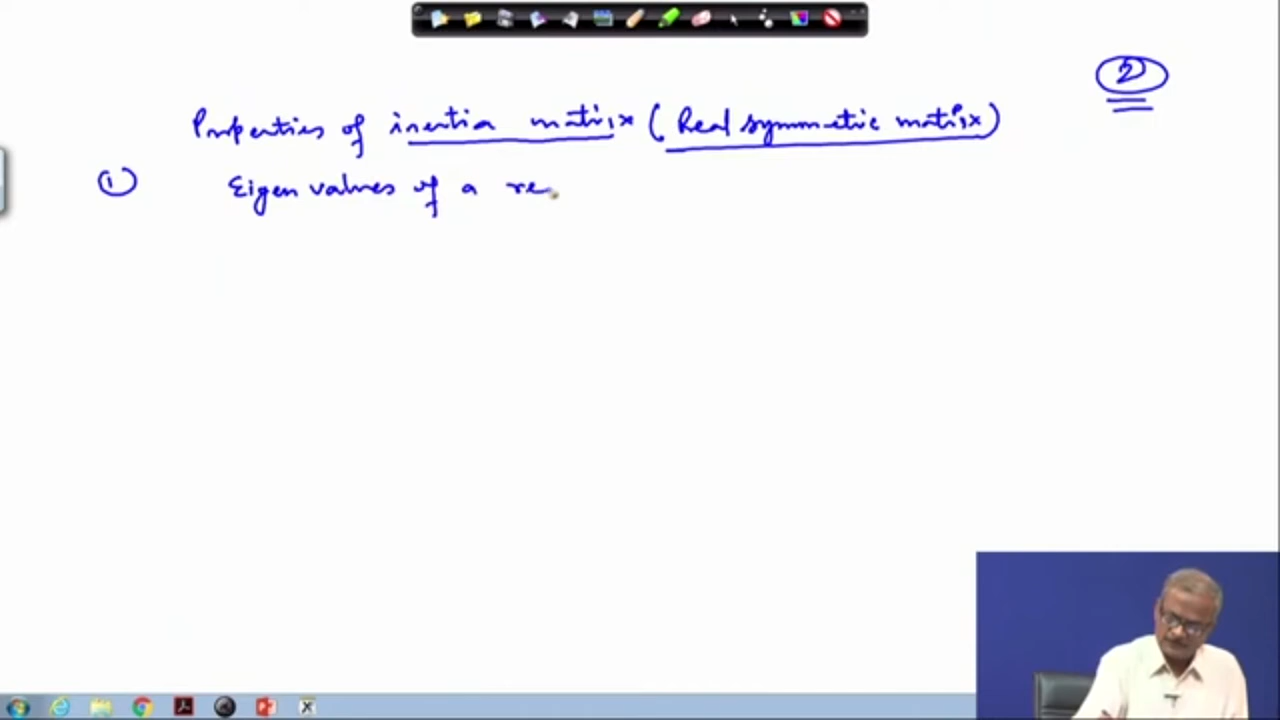 2
Properties of inertia matrix (Real symmetric matrix)
1 Eigen values of a re